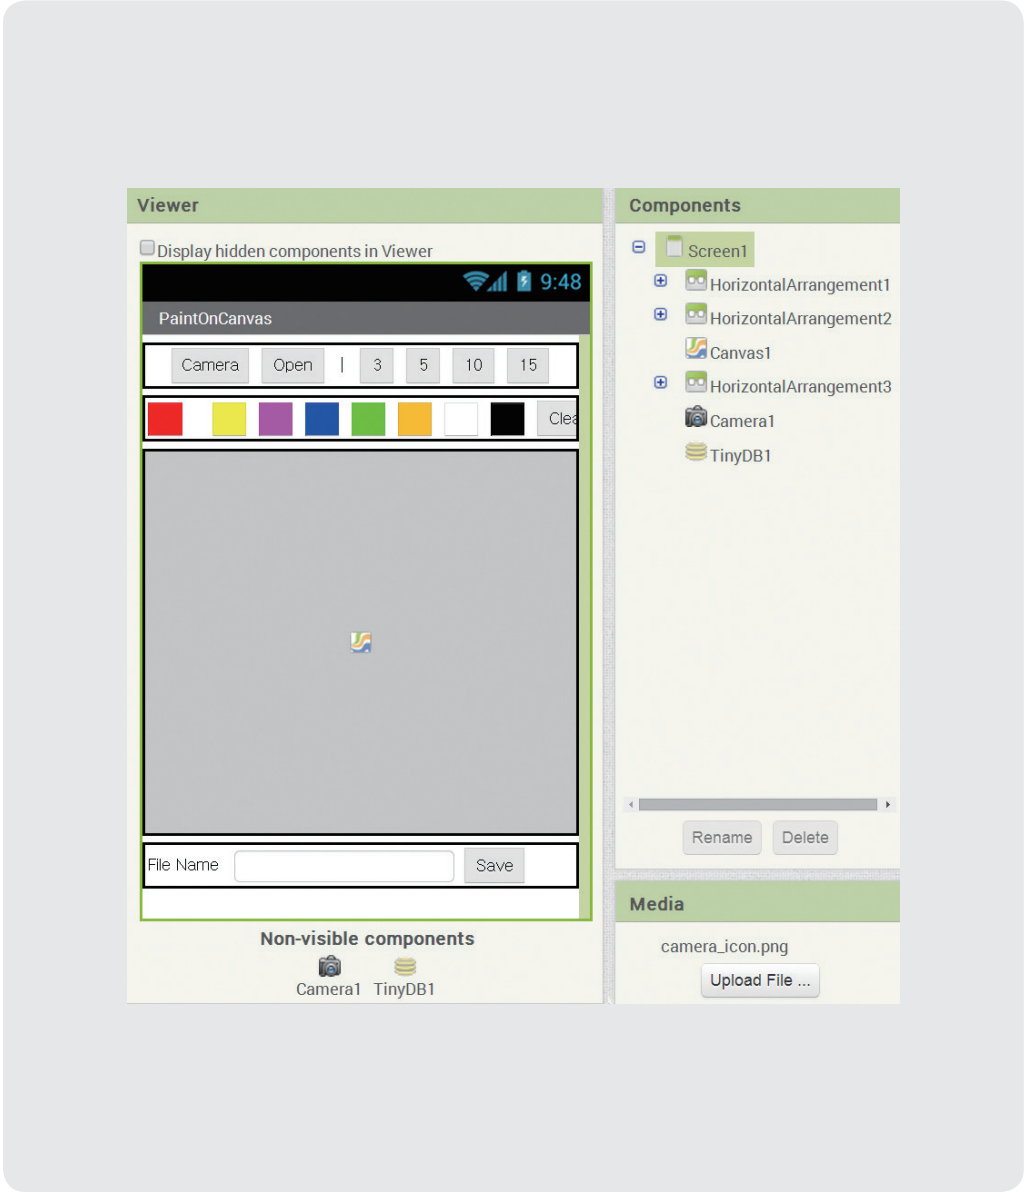 Viewer
Display hidden components in Viewer
9:48
PaintOnCanvas
Camera Open | 3 5 10 15
Clea
File Name Save
Non-visible components
Camera1 TinyDB1
Components
Screen1
HorizontalArrangement1
HorizontalArrangement2
Canvas1
HorizontalArrangement3
Camera1
TinyDB1
Rename Delete
Media
camera_icon.png
Upload File ...